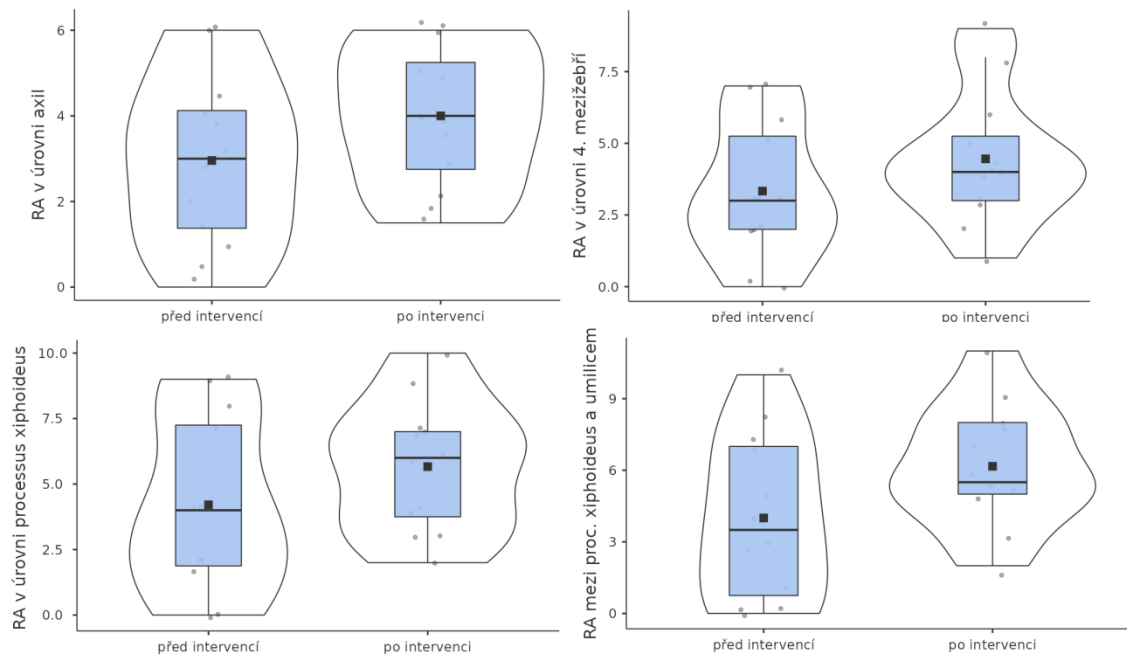 RA v úrovni axil
6
4
2
0
před intervencí
po intervenci
RA v úrovni 4. mezižebří
7.5
5.0
2.5
0.0
před intervencí
po intervenci
RA v úrovni processus xiphoideus
10.0
7.5
5.0
2.5
0.0
před intervencí
po intervenci
RA mezi proc. xiphoideus a umilicem
9
6
3
0
před intervencí
po intervenci